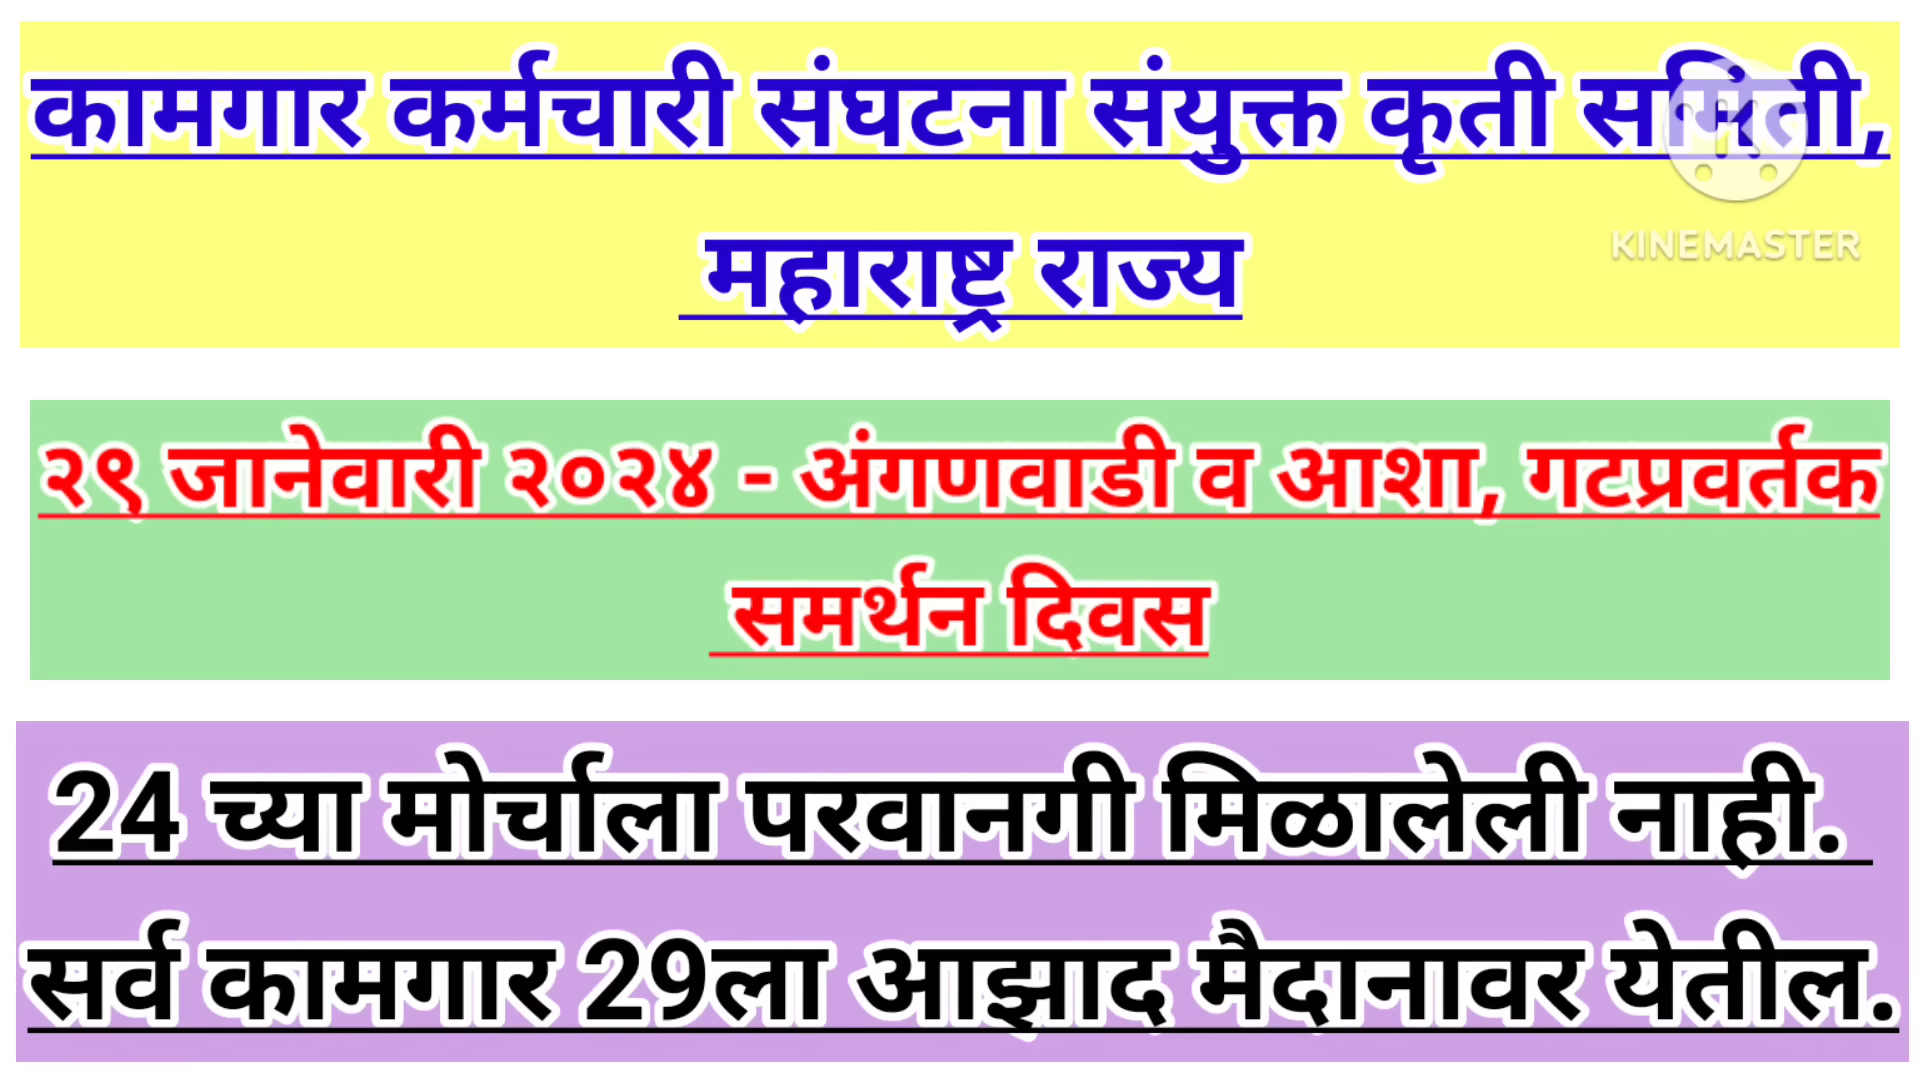 कामगार कर्मचारी संघटना संयुक्त कृती समिती,
महाराष्ट्र राज्य
KINEMASTER
२९ जानेवारी २०२४ - अंगणवाडी व आशा, गटप्रवर्तक
समर्थन दिवस
24 च्या मोर्चाला परवानगी मिळालेली नाही.
सर्व कामगार 29ला आझाद मैदानावर येतील.